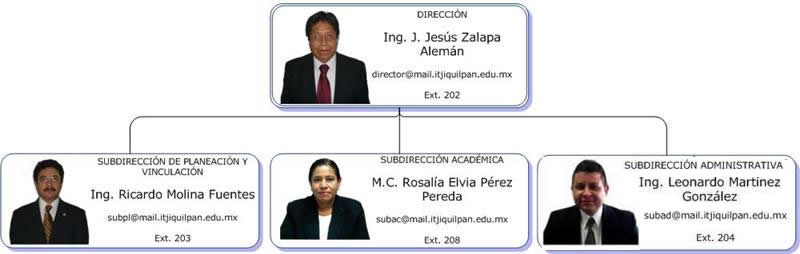 DIRECCIÓN
Ing. J. Jesús Zalapa
Alemán
director@mail.itjiquilpan.edu.mx
Ext. 202
SUBDIRECCIÓN DE PLANEACIÓN Y
VINCULACIÓN
Ing. Ricardo Molina Fuentes
subpl@mail.itjiquilpan.edu.mx
Ext. 203
SUBDIRECCIÓN ACADÉMICA
M.C. Rosalía Elvia Pérez
Pereda
subac@mail.itjiquilpan.edu.mx
Ext. 208
SUBDIRECCIÓN ADMINISTRATIVA
Ing. Leonardo Martínez
González
subad@mail.itjiquilpan.edu.mx
Ext. 204